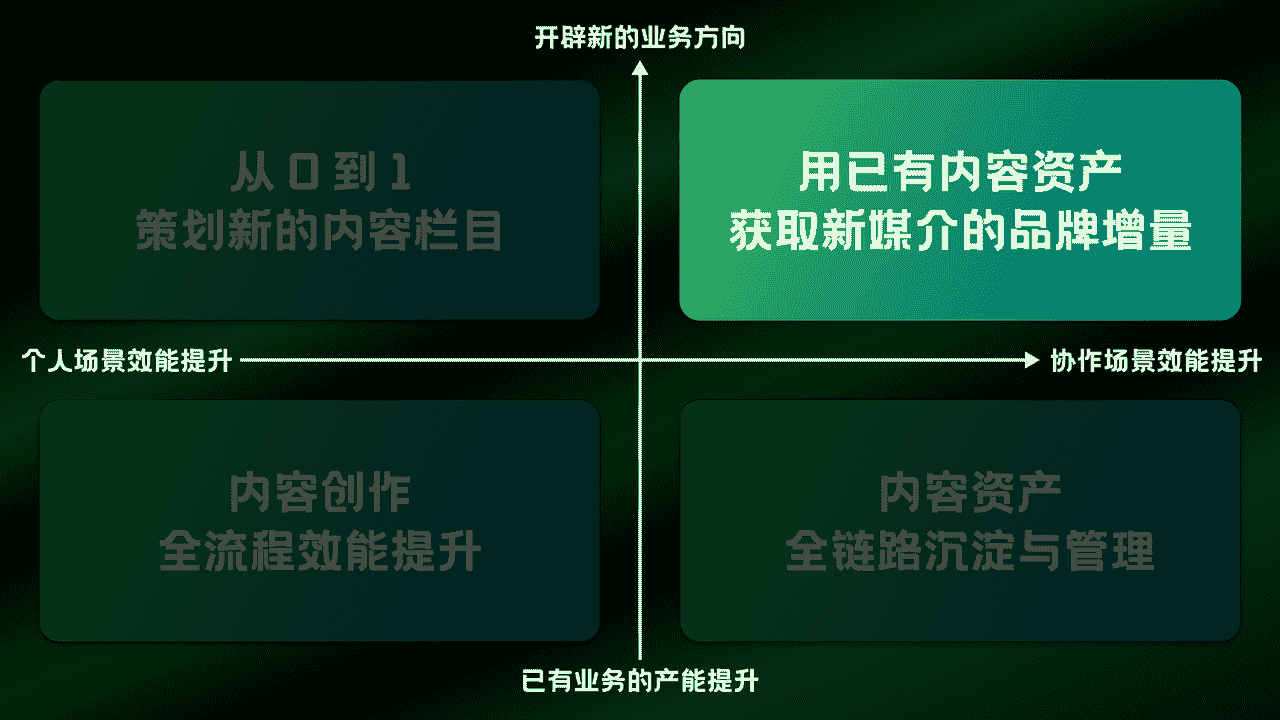 开辟新的业务方向
从 0 到 1
策划新的内容栏目
用已有内容资产
获取新媒介的品牌增量
个人场景效能提升
协作场景效能提升
内容创作
全流程效能提升
内容资产
全链路沉淀与管理
已有业务的产能提升